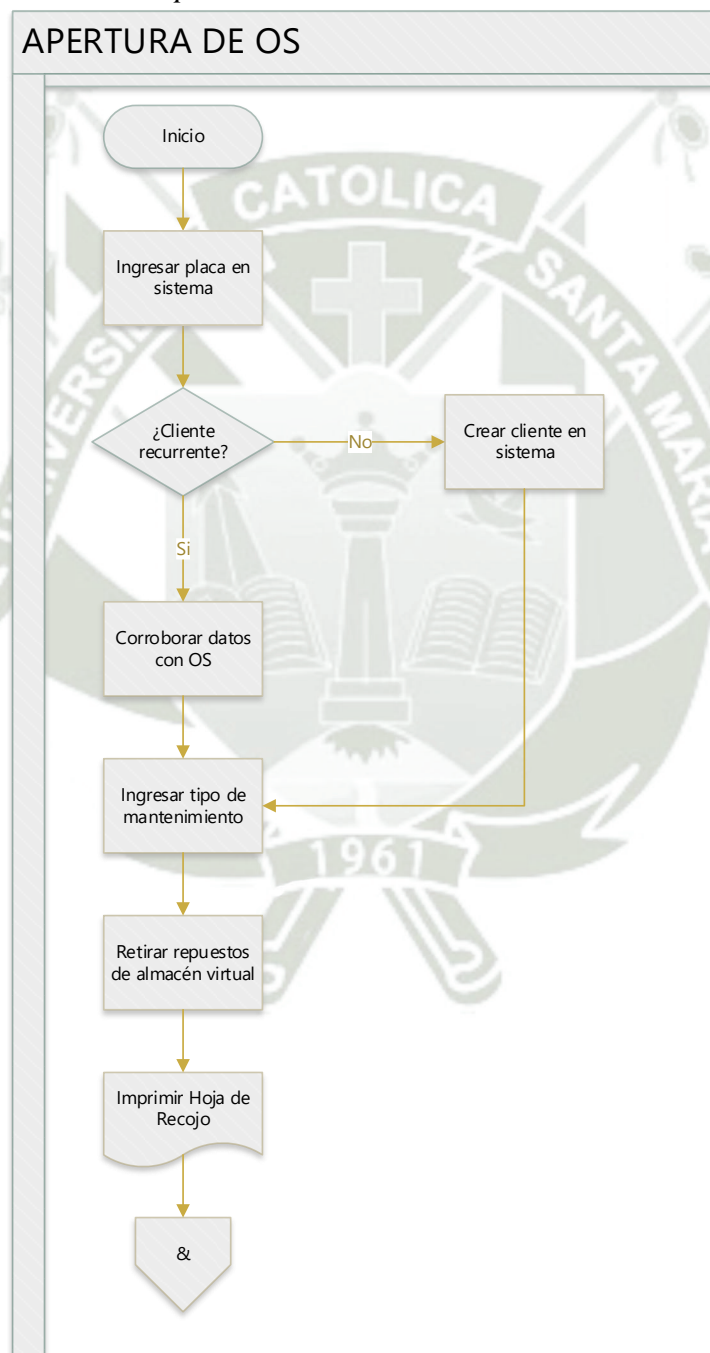 APERTURA DE OS
Inicio
Ingresar placa en
sistema
¿Cliente
recurrente?
No
Crear cliente en
sistema
Si
Corroborar datos
con OS
Ingresar tipo de
mantenimiento
Retirar repuestos
de almacén virtual
Imprimir Hoja de
Recojo
&
CATOLICA
SANTA MARIA
1961